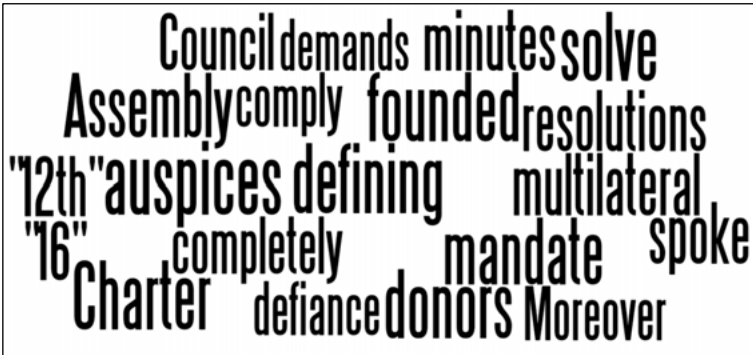 Council demands minutes solve
Assembly comply founded resolutions
"12th" auspices defining multilateral
"16" completely mandate spoke
Charter defiance donors Moreover